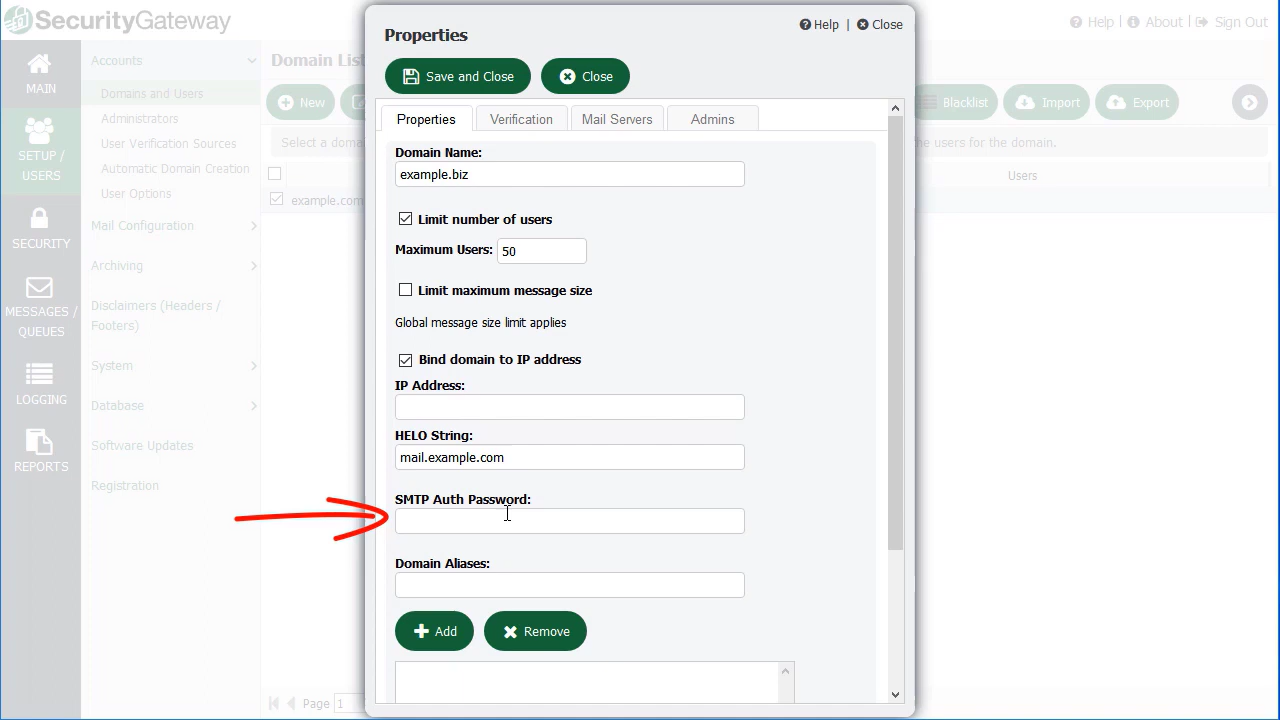 SecurityGateway
Help | About | Sign Out
MAIN
SETUP /
USERS
SECURITY
MESSAGES /
QUEUES
LOGGING
REPORTS
Accounts
Domains and Users
Administrators
User Verification Sources
Automatic Domain Creation
User Options
Mail Configuration
Archiving
Disclaimers (Headers /
Footers)
System
Database
Software Updates
Registration
Domain List
New
Blacklist
Import
Export
Select a doma
the users for the domain.
Users
example.com
Page 1
Properties
Help | Close
Save and Close
Close
Properties
Verification
Mail Servers
Admins
Domain Name:
example.biz
Limit number of users
Maximum Users: 50
Limit maximum message size
Global message size limit applies
Bind domain to IP address
IP Address:
HELO String:
mail.example.com
SMTP Auth Password:
Domain Aliases:
Add
Remove